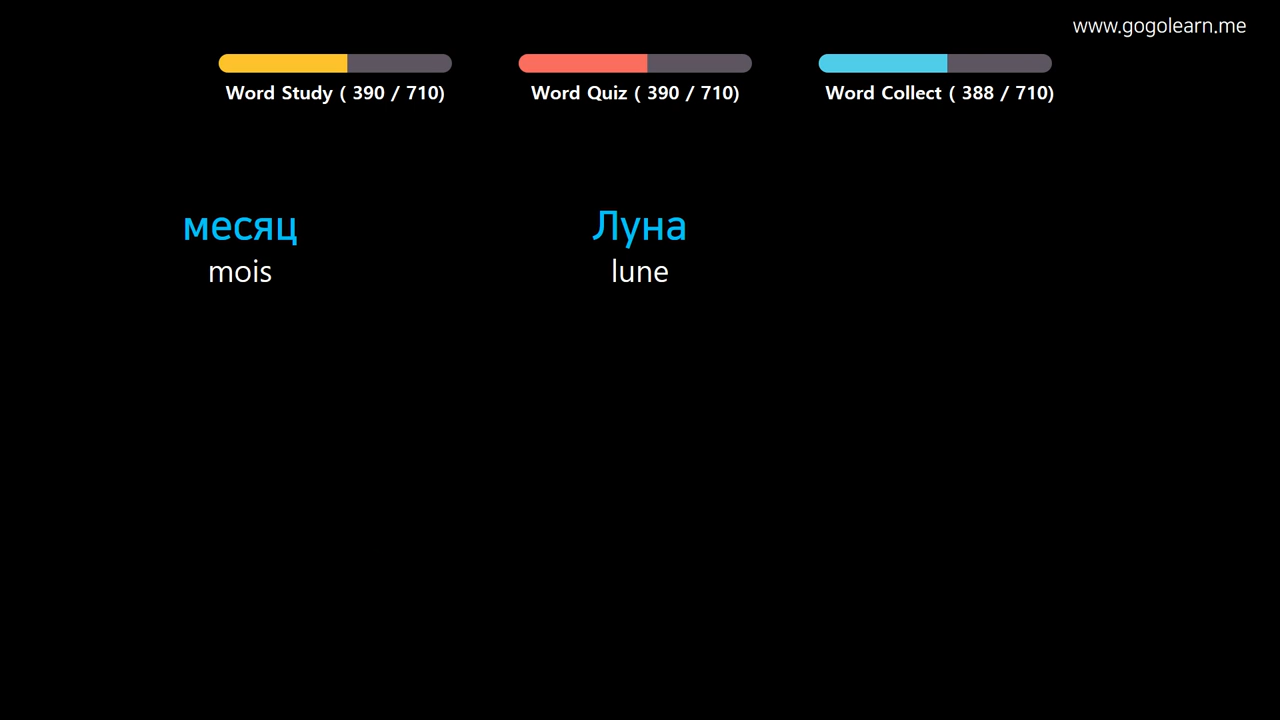 www.gogolearn.me
Word Study ( 390 / 710)
Word Quiz ( 390 / 710)
Word Collect ( 388 / 710)
месяц
mois
Луна
lune